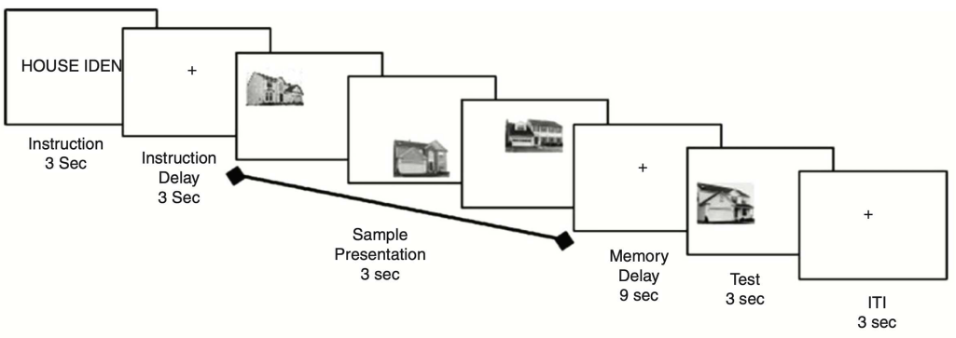 HOUSE IDEN
+
Instruction
3 Sec
Instruction
Delay
3 Sec
Sample
Presentation
3 sec
+
Memory
Delay
9 sec
Test
3 sec
+
ITI
3 sec